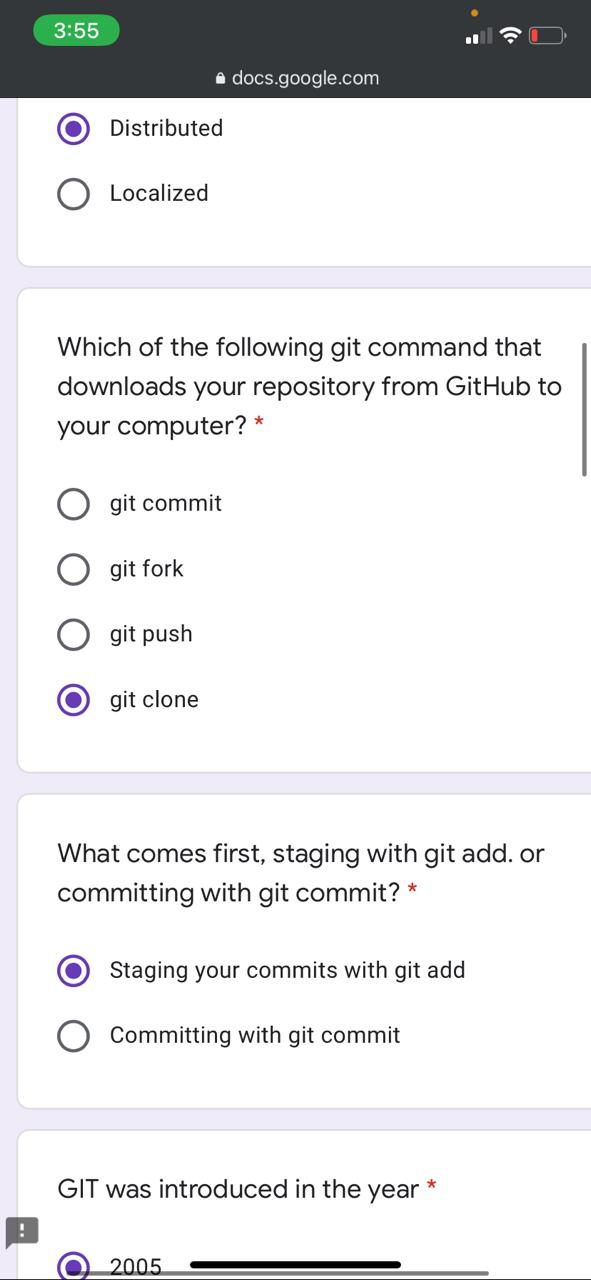 3:55
docs.google.com
Distributed
Localized
Which of the following git command that
downloads your repository from GitHub to
your computer? *
git commit
git fork
git push
git clone
What comes first, staging with git add. or
committing with git commit? *
Staging your commits with git add
Committing with git commit
GIT was introduced in the year *
2005